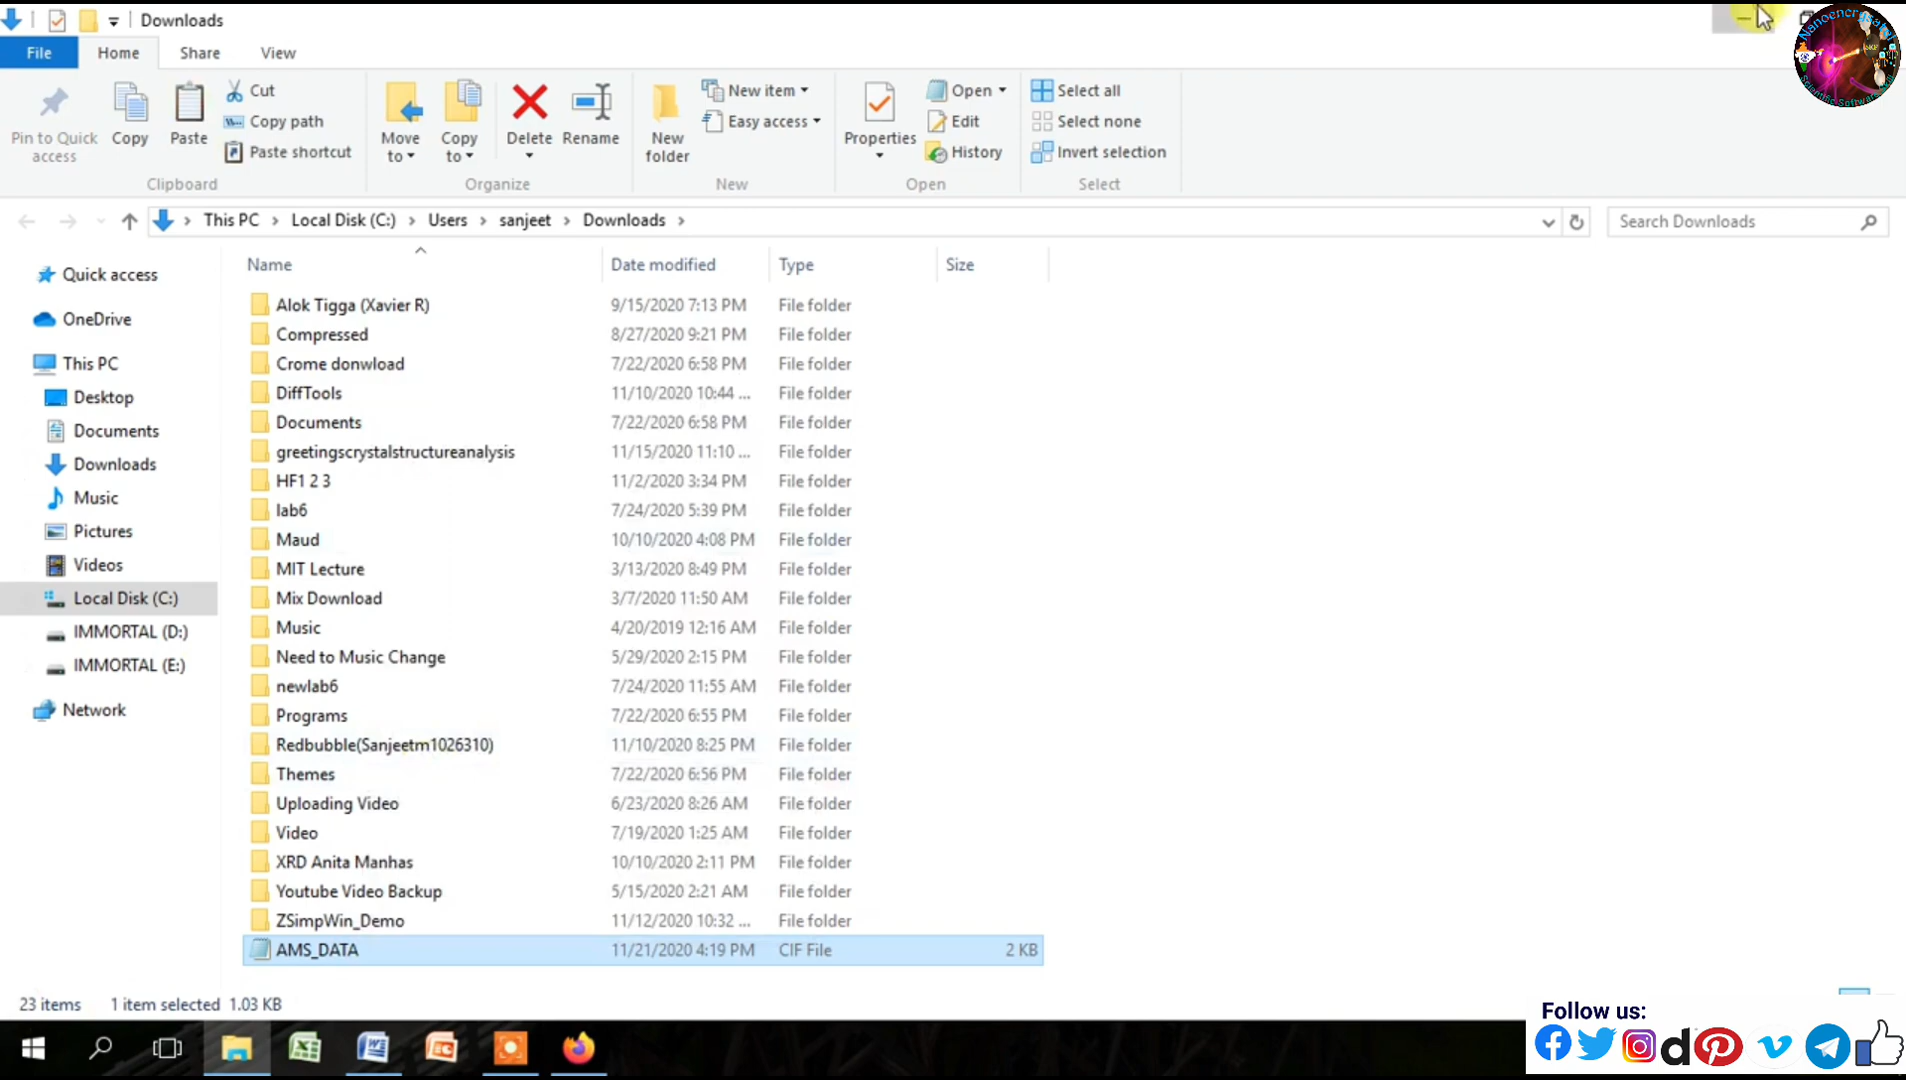 Downloads
File
Home
Share
View
Pin to Quick access
Copy
Paste
Cut
Copy path
Paste shortcut
Clipboard
Move to
Copy to
Delete
Rename
Organize
New folder
New item
Easy access
New
Properties
Open
Edit
History
Open
Select all
Select none
Invert selection
Select
This PC > Local Disk (C:) > Users > sanjeet > Downloads >
Search Downloads
Quick access
OneDrive
This PC
Desktop
Documents
Downloads
Music
Pictures
Videos
Local Disk (C:)
IMMORTAL (D:)
IMMORTAL (E:)
Network
Name Date modified Type Size
Alok Tigga (Xavier R) 9/15/2020 7:13 PM File folder
Compressed 8/27/2020 9:21 PM File folder
Crome donwload 7/22/2020 6:58 PM File folder
DiffTools 11/10/2020 10:44 ... File folder
Documents 7/22/2020 6:58 PM File folder
greetingscrystalstructureanalysis 11/15/2020 11:10 ... File folder
HF1 2 3 11/2/2020 3:34 PM File folder
lab6 7/24/2020 5:39 PM File folder
Maud 10/10/2020 4:08 PM File folder
MIT Lecture 3/13/2020 8:49 PM File folder
Mix Download 3/7/2020 11:50 AM File folder
Music 4/20/2019 12:16 AM File folder
Need to Music Change 5/29/2020 2:15 PM File folder
newlab6 7/24/2020 11:55 AM File folder
Programs 7/22/2020 6:55 PM File folder
Redbubble(Sanjeetm1026310) 11/10/2020 8:25 PM File folder
Themes 7/22/2020 6:56 PM File folder
Uploading Video 6/23/2020 8:26 AM File folder
Video 7/19/2020 1:25 AM File folder
XRD Anita Manhas 10/10/2020 2:11 PM File folder
Youtube Video Backup 5/15/2020 2:21 AM File folder
ZSimpWin_Demo 11/12/2020 10:32 ... File folder
AMS_DATA 11/21/2020 4:19 PM CIF File 2 KB
23 items 1 item selected 1.03 KB
Follow us: